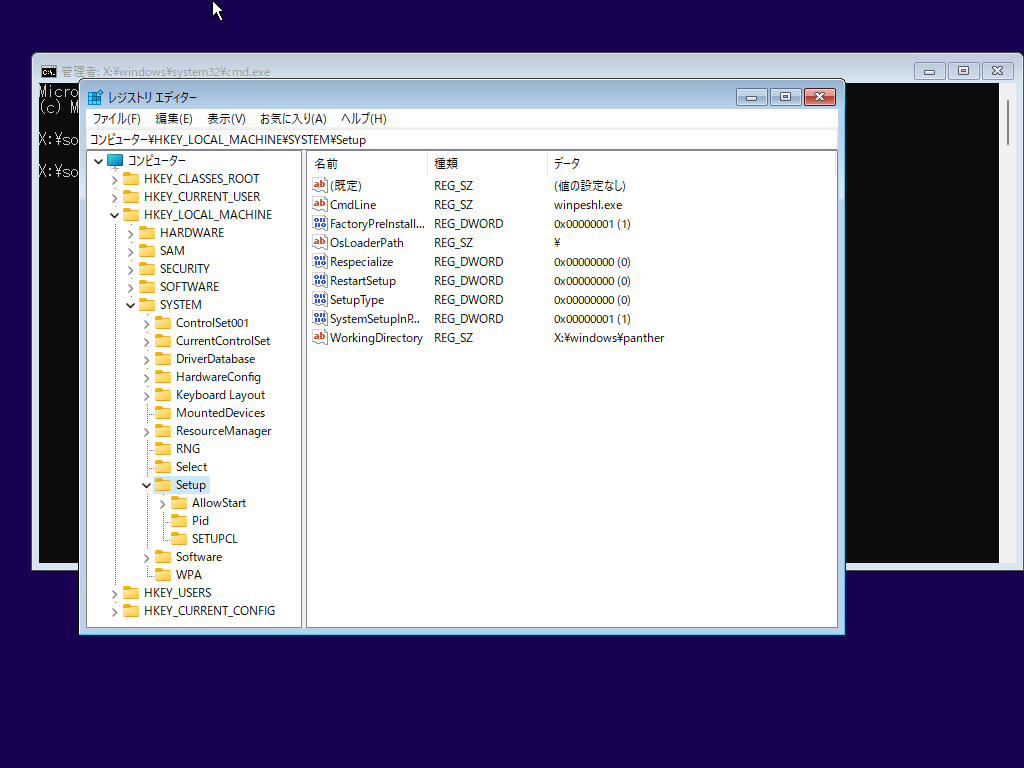 管理者: X:¥windows¥system32¥cmd.exe
Micro
(c) M
X:¥so
X:¥so
レジストリ エディター
ファイル(F) 編集(E) 表示(V) お気に入り(A) ヘルプ(H)
コンピューター¥HKEY_LOCAL_MACHINE¥SYSTEM¥Setup
コンピューター
HKEY_CLASSES_ROOT
HKEY_CURRENT_USER
HKEY_LOCAL_MACHINE
HARDWARE
SAM
SECURITY
SOFTWARE
SYSTEM
ControlSet001
CurrentControlSet
DriverDatabase
HardwareConfig
Keyboard Layout
MountedDevices
ResourceManager
RNG
Select
Setup
AllowStart
Pid
SETUPCL
Software
WPA
HKEY_USERS
HKEY_CURRENT_CONFIG
名前 種類 データ
(既定) REG_SZ (値の設定なし)
CmdLine REG_SZ winpeshl.exe
FactoryPreInstall... REG_DWORD 0x00000001 (1)
OsLoaderPath REG_SZ ¥
Respecialize REG_DWORD 0x00000000 (0)
RestartSetup REG_DWORD 0x00000000 (0)
SetupType REG_DWORD 0x00000000 (0)
SystemSetupInP... REG_DWORD 0x00000001 (1)
WorkingDirectory REG_SZ X:¥windows¥panther